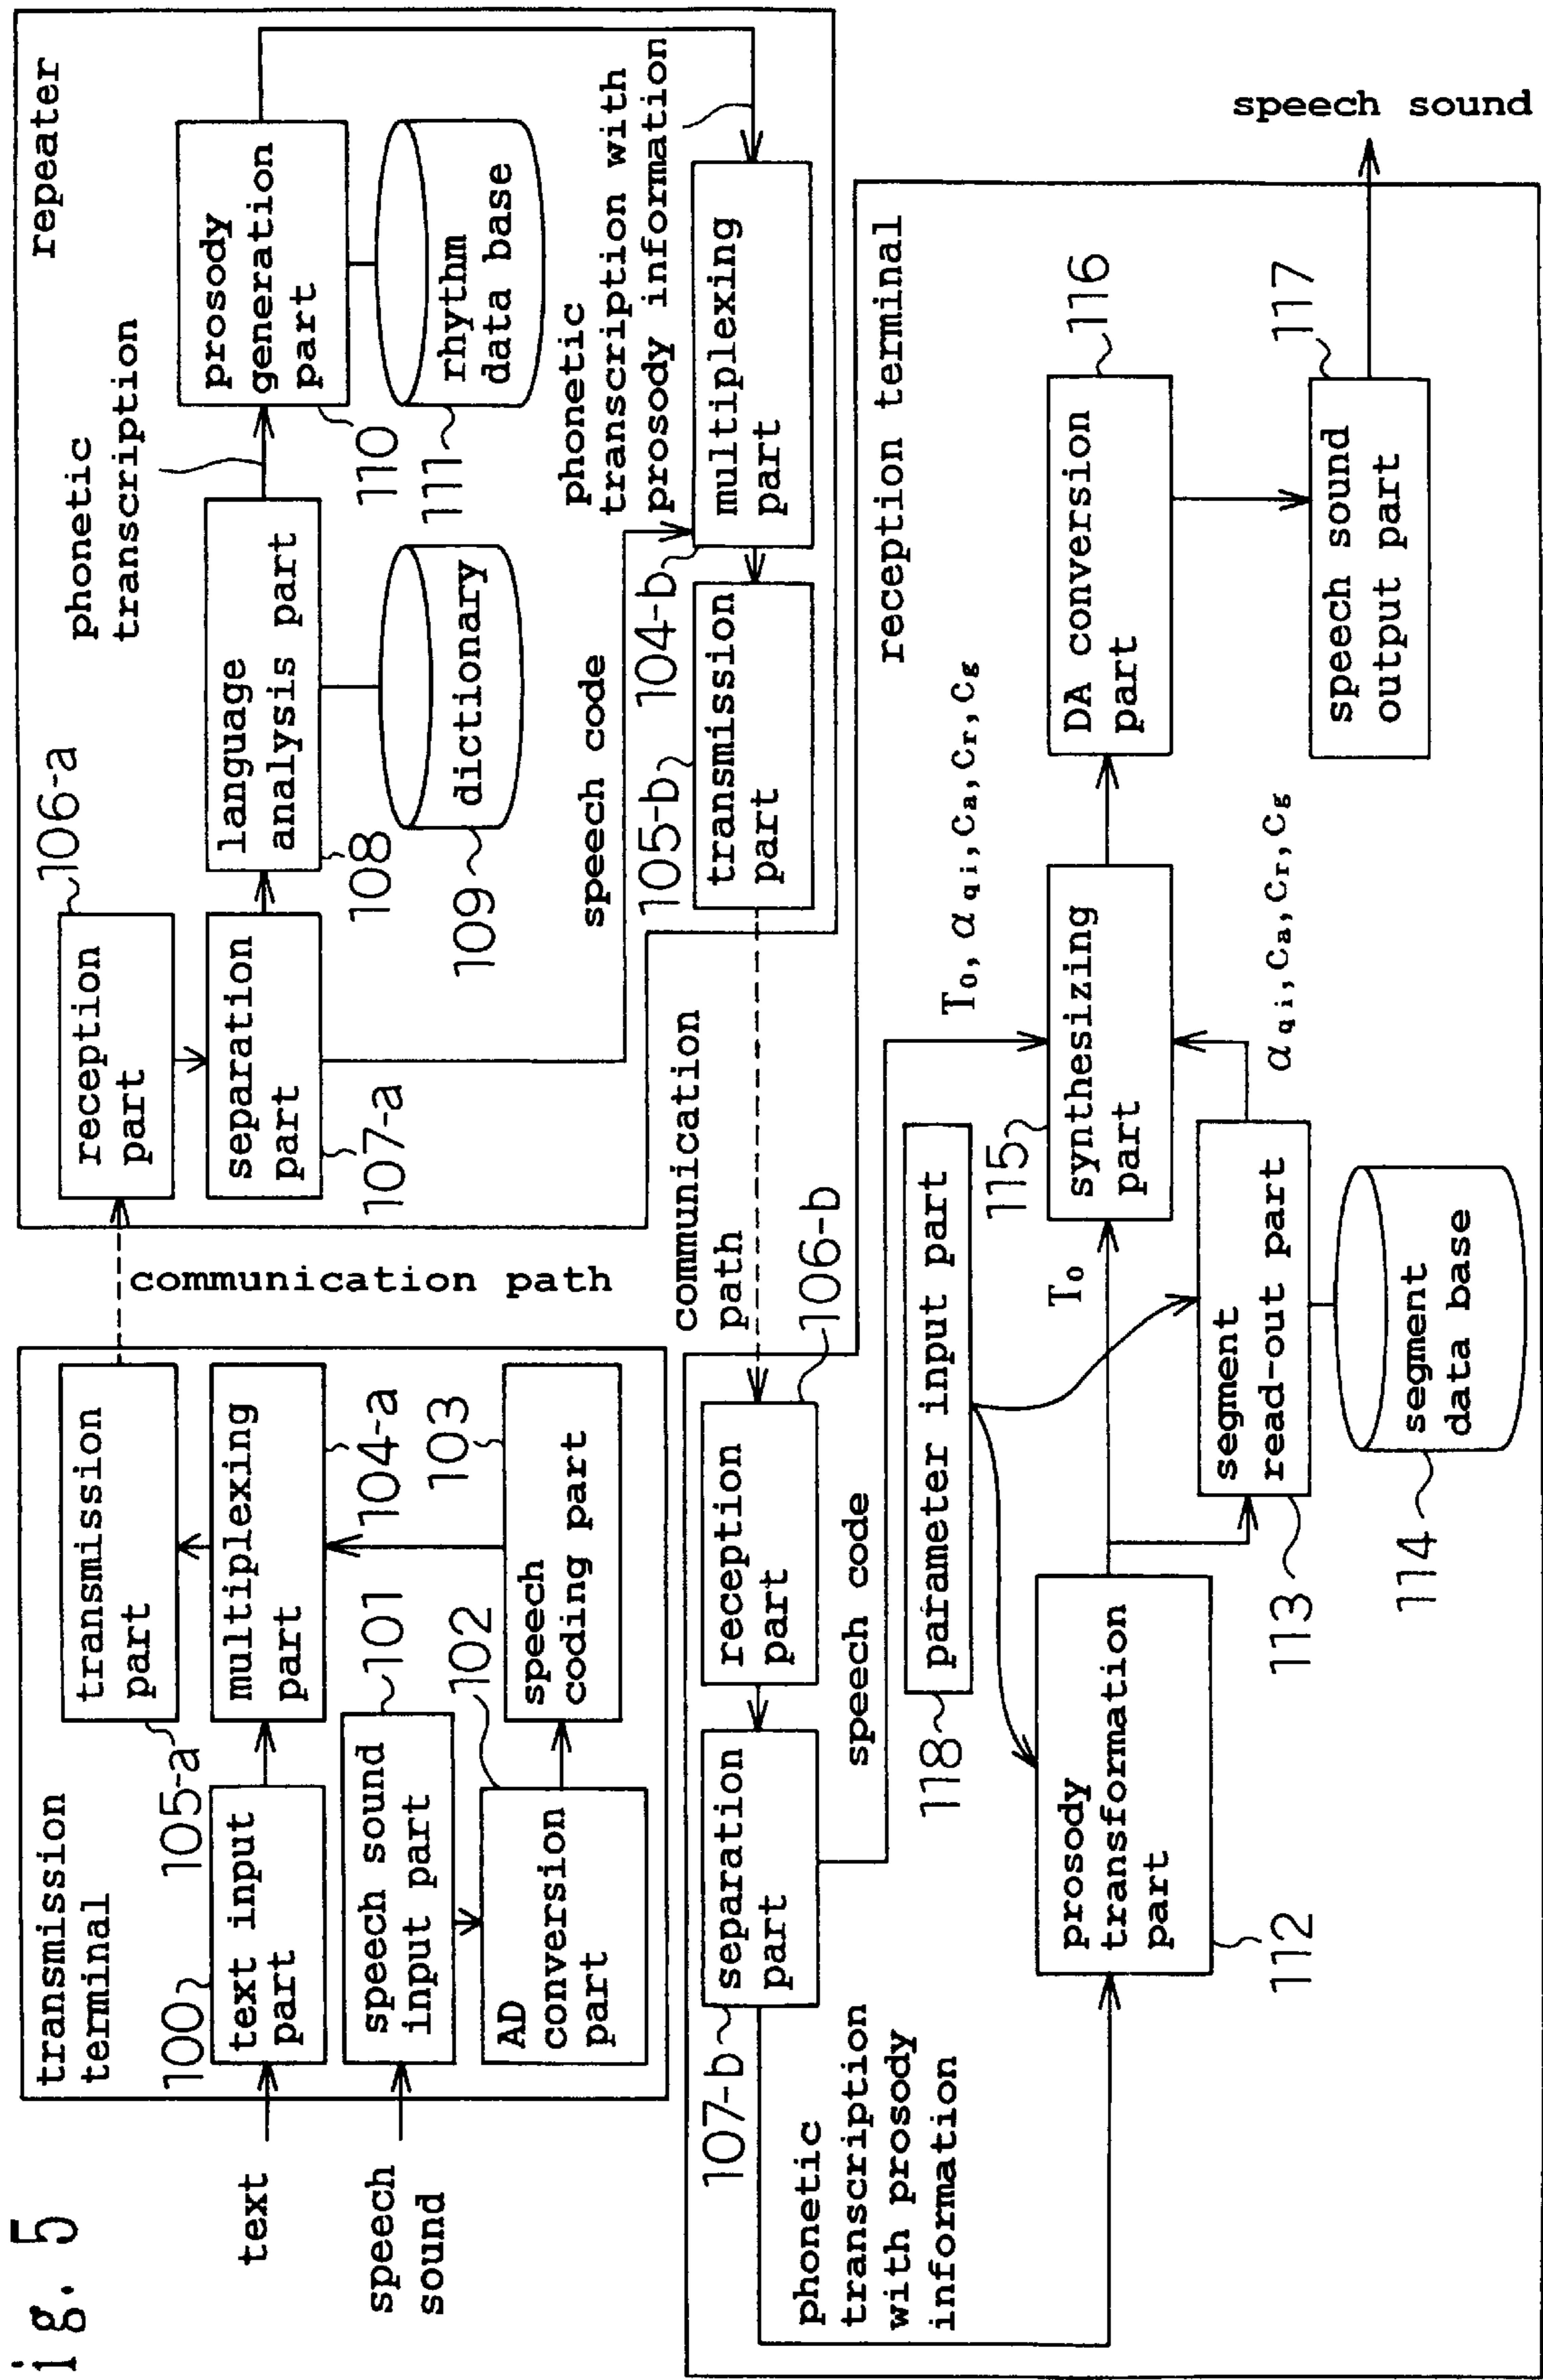 ig. 5
transmission
terminal
text
speech
sound
100
text input
part
105-a
transmission
part
multiplexing
part
104-a
speech sound
input part
101
102
AD
conversion
part
103
speech
coding part
communication path
repeater
106-a
reception
part
separation
part
107-a
language
analysis part
108
dictionary
109
phonetic
transcription
prosody
generation
part
110
rhythm
data base
111
phonetic
transcription with
prosody information
speech code
multiplexing
part
104-b
transmission
part
105-b
communication
path
reception terminal
106-b
reception
part
separation
part
107-b
speech code
phonetic
transcription
with prosody
information
parameter input part
118
prosody
transformation
part
112
T0
segment
read-out part
113
segment
data base
114
αqi, Ca, Cr, Cg
T0, αqi, Ca, Cr, Cg
synthesizing
part
115
DA conversion
part
116
speech sound
output part
117
speech sound